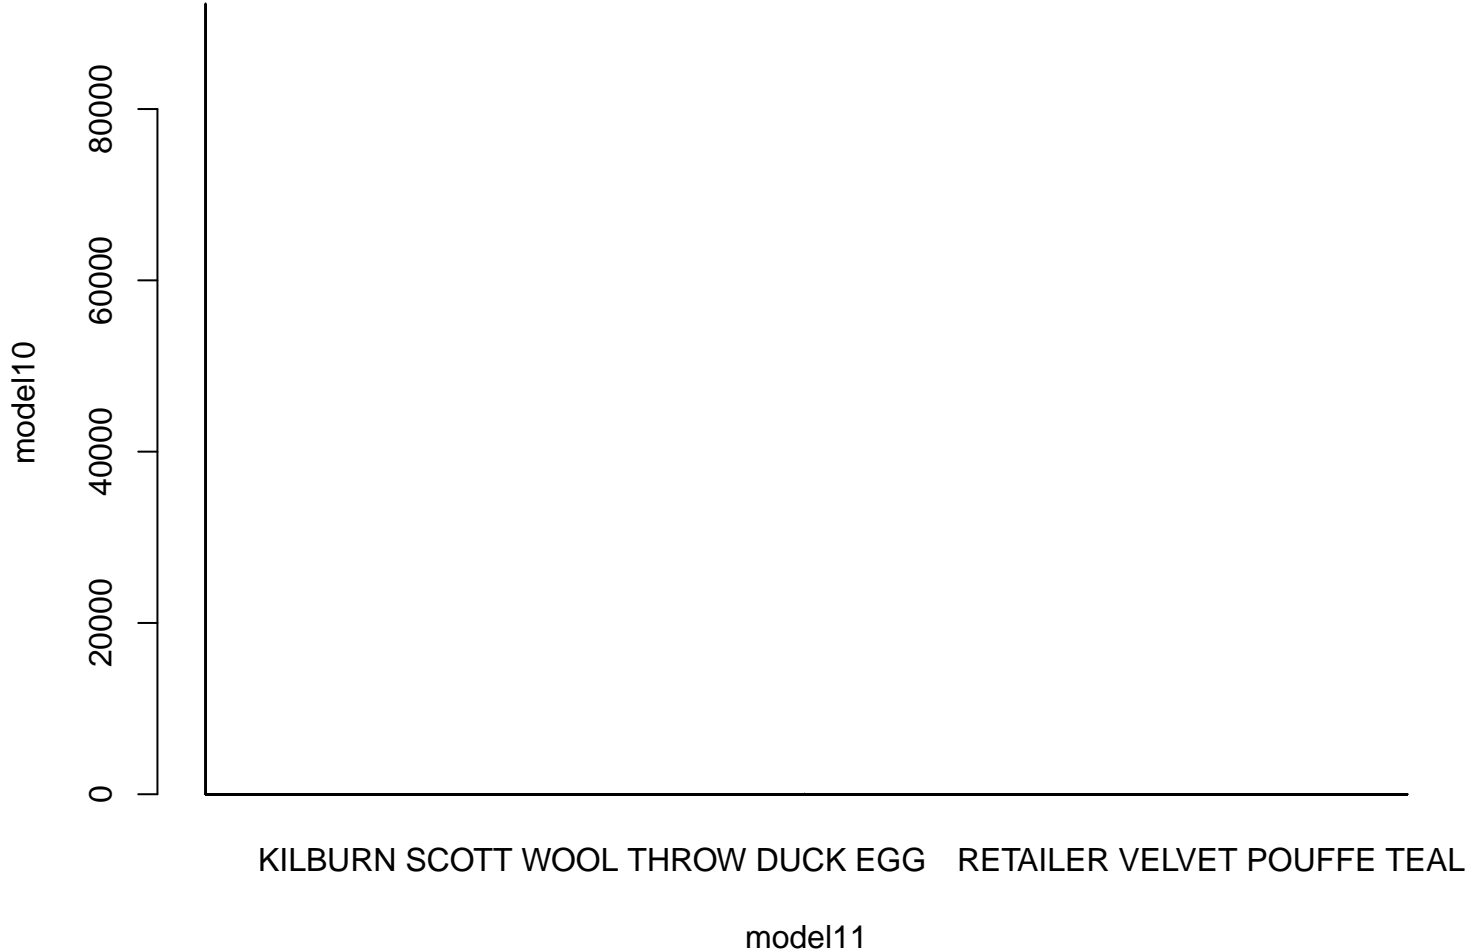 80000
60000
40000
20000
0
model10
KILBURN SCOTT WOOL THROW DUCK EGG
RETAILER VELVET POUFFE TEAL
model11